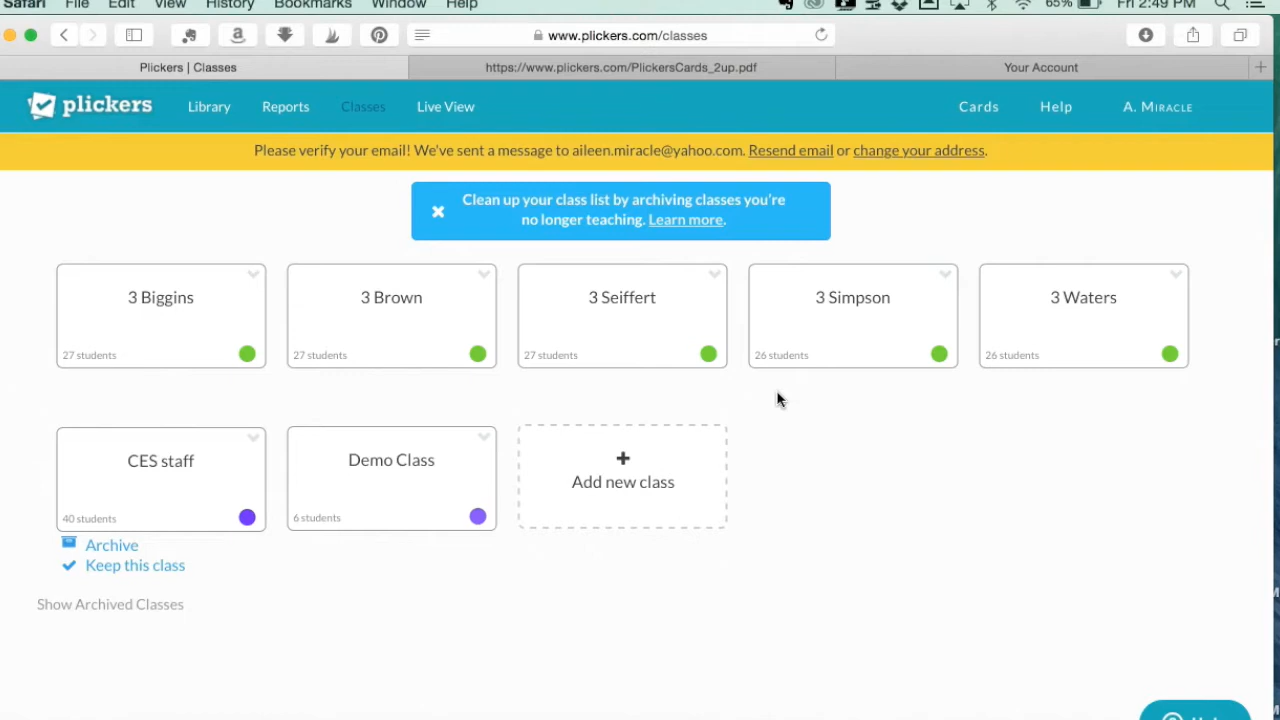 Safari File Edit View History Bookmarks Window Help 65% Fri 2:49 PM
www.plickers.com/classes
Plickers | Classes https://www.plickers.com/PlickersCards_2up.pdf Your Account
plickers Library Reports Classes Live View Cards Help A. MIRACLE
Please verify your email! We've sent a message to aileen.miracle@yahoo.com. Resend email or change your address.
Clean up your class list by archiving classes you're
no longer teaching. Learn more.
3 Biggins 3 Brown 3 Seiffert 3 Simpson 3 Waters
27 students 27 students 27 students 26 students 26 students
CES staff Demo Class
Add new class
40 students 6 students
Archive
Keep this class
Show Archived Classes
Help